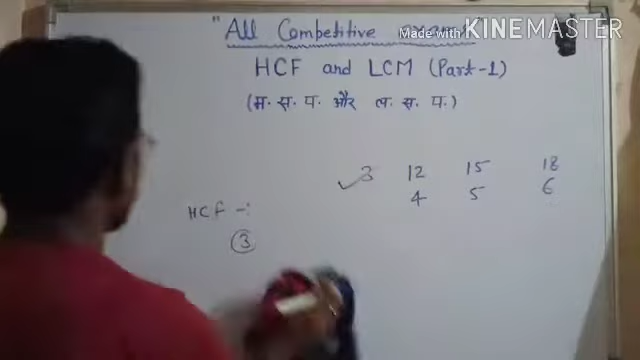 "All Competitive
Made with KINEMASTER
HCF and LCM (Part-1)
(म. स. प. और ल. स. प.)
3 12 15 18
4 5 6
HCF -:
3